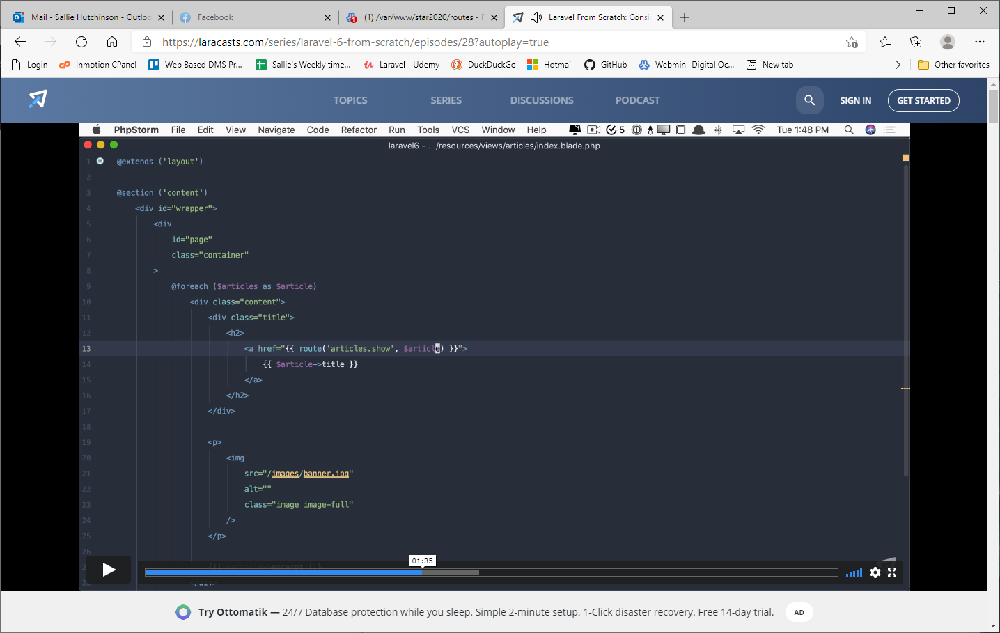 Mail - Sallie Hutchinson - Outloo
Facebook
(1) /var/www/star2020/routes - F
Laravel From Scratch: Consi
https://laracasts.com/series/laravel-6-from-scratch/episodes/28?autoplay=true
Login
Inmotion CPanel
Web Based DMS Pr...
Sallie's Weekly time...
Laravel - Udemy
DuckDuckGo
Hotmail
GitHub
Webmin -Digital Oc...
New tab
Other favorites
TOPICS
SERIES
DISCUSSIONS
PODCAST
SIGN IN
GET STARTED
PhpStorm File Edit View Navigate Code Refactor Run Tools VCS Window Help 5 Tue 1:48 PM
laravel6 - .../resources/views/articles/index.blade.php
1 @extends ('layout')
2
3 @section ('content')
4 <div id="wrapper">
5 <div
6 id="page"
7 class="container"
8 >
9 @foreach ($articles as $article)
10 <div class="content">
11 <div class="title">
12 <h2>
13 <a href="{{ route('articles.show', $article) }}">
14 {{ $article->title }}
15 </a>
16 </h2>
17 </div>
18
19 <p>
20 <img
21 src="/images/banner.jpg"
22 alt=""
23 class="image image-full"
24 />
25 </p>
26
01:35
Try Ottomatik — 24/7 Database protection while you sleep. Simple 2-minute setup. 1-Click disaster recovery. Free 14-day trial.
AD